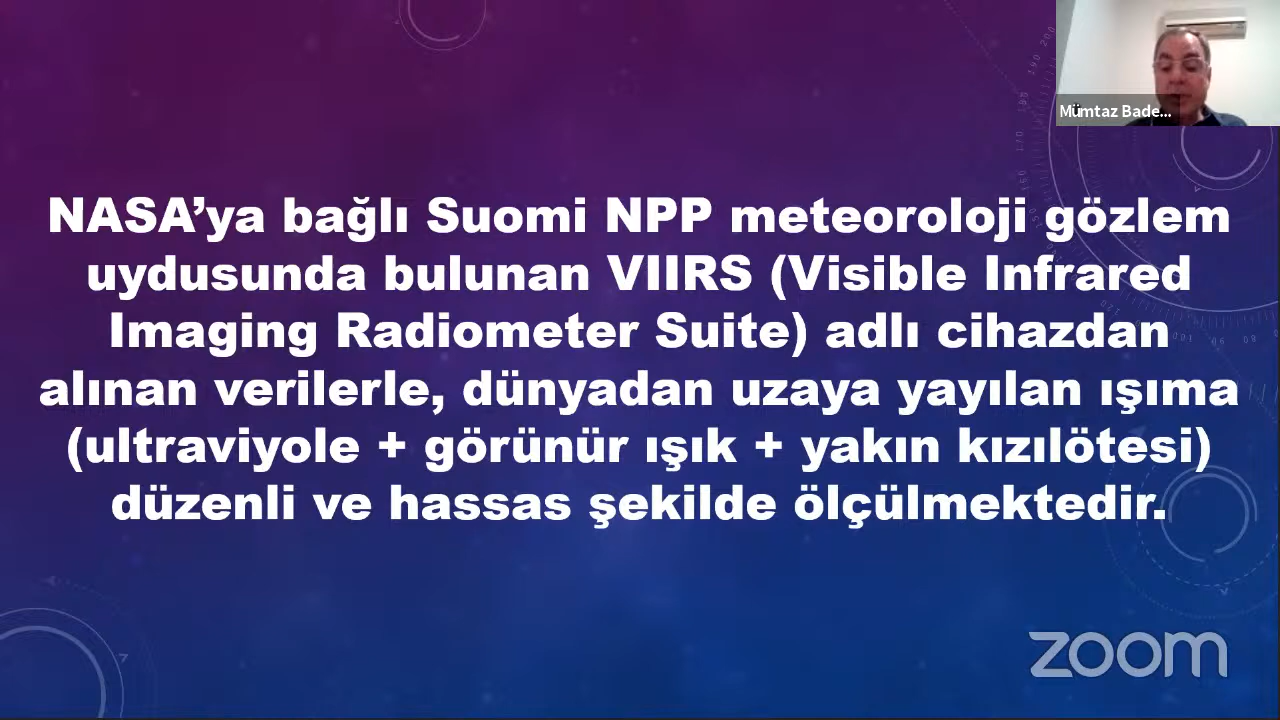 Mümtaz Bade...
NASA’ya bağlı Suomi NPP meteoroloji gözlem
uydusunda bulunan VIIRS (Visible Infrared
Imaging Radiometer Suite) adlı cihazdan
alınan verilerle, dünyadan uzaya yayılan ışıma
(ultraviyole + görünür ışık + yakın kızılötesi)
düzenli ve hassas şekilde ölçülmektedir.
zoom